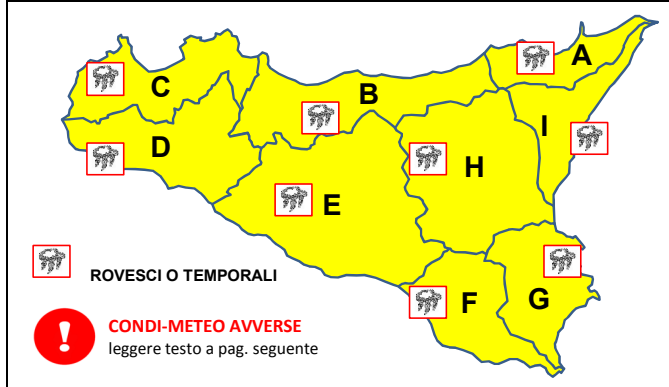 A
C
B
I
D
H
E
F
G
ROVESCI O TEMPORALI
CONDI-METEO AVVERSE
leggere testo a pag. seguente